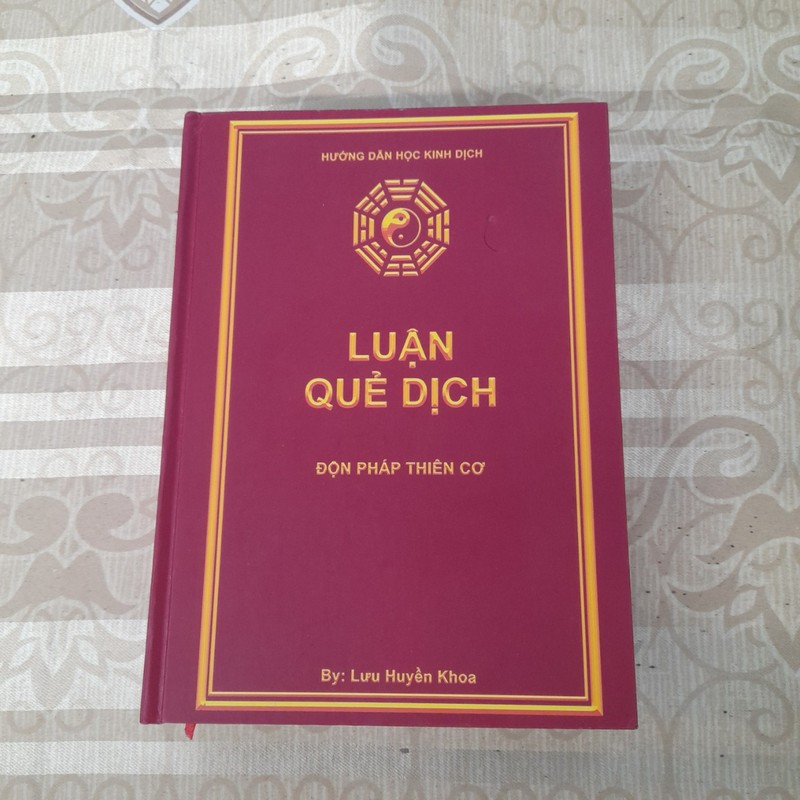 HƯỚNG DẪN HỌC KINH DỊCH
LUẬN
QUẺ DỊCH
ĐỘN PHÁP THIÊN CƠ
By: Lưu Huyền Khoa